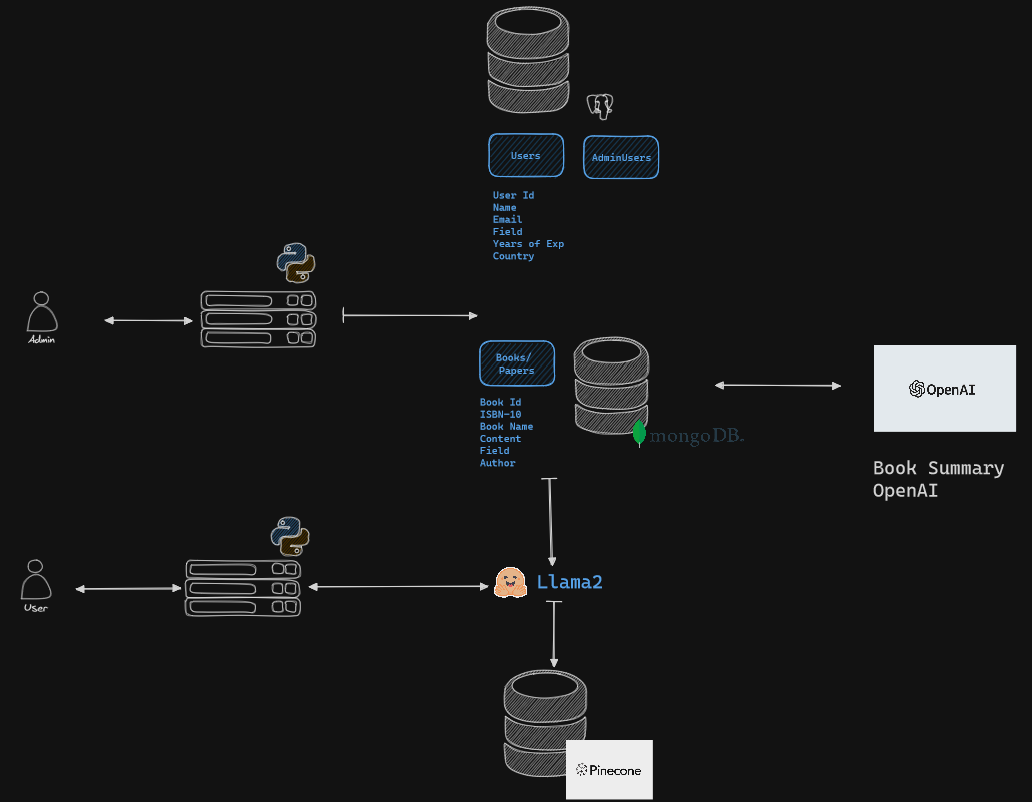 Users
AdminUsers
User Id
Name
Email
Field
Years of Exp
Country
Admin
Books/
Papers
Book Id
ISBN-10
Book Name
Content
Field
Author
mongoDB.
OpenAI
Book Summary
OpenAI
User
Llama2
Pinecone